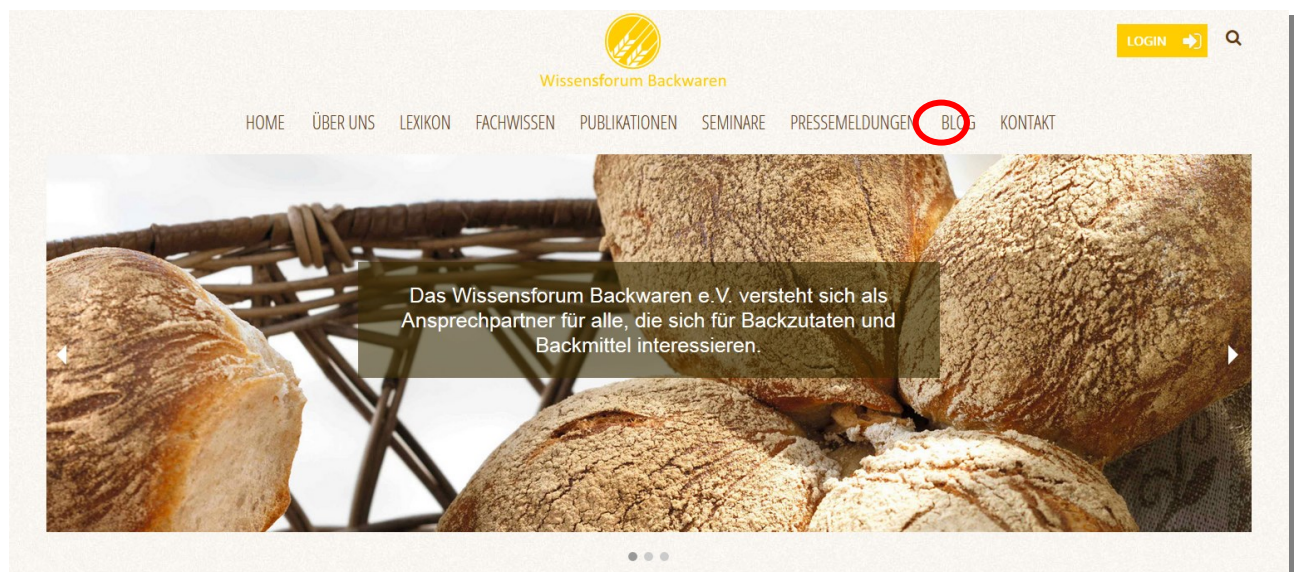 LOGIN
Wissensforum Backwaren
HOME ÜBER UNS LEXIKON FACHWISSEN PUBLIKATIONEN SEMINARE PRESSEMELDUNGEN BLOG KONTAKT
Das Wissensforum Backwaren e.V. versteht sich als
Ansprechpartner für alle, die sich für Backzutaten und
Backmittel interessieren.